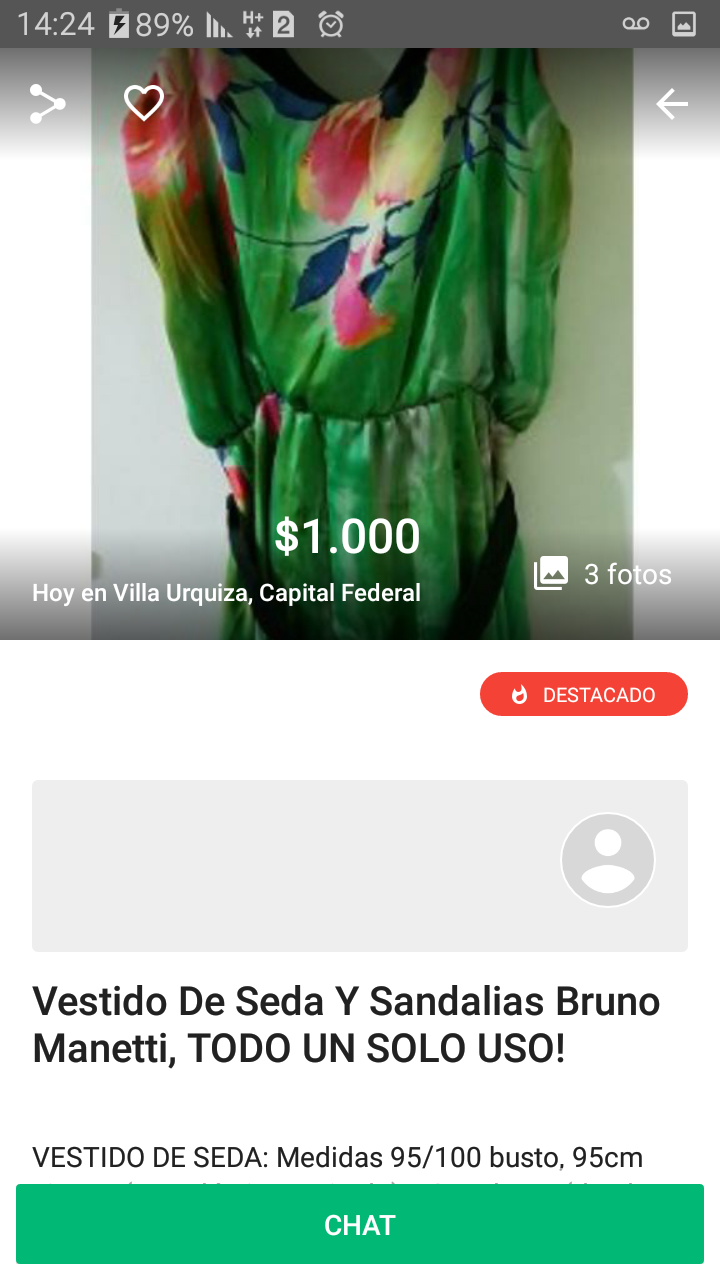 14:24 89% H+ 2
$1.000
Hoy en Villa Urquiza, Capital Federal
3 fotos
DESTACADO
Vestido De Seda Y Sandalias Bruno
Manetti, TODO UN SOLO USO!
VESTIDO DE SEDA: Medidas 95/100 busto, 95cm
CHAT